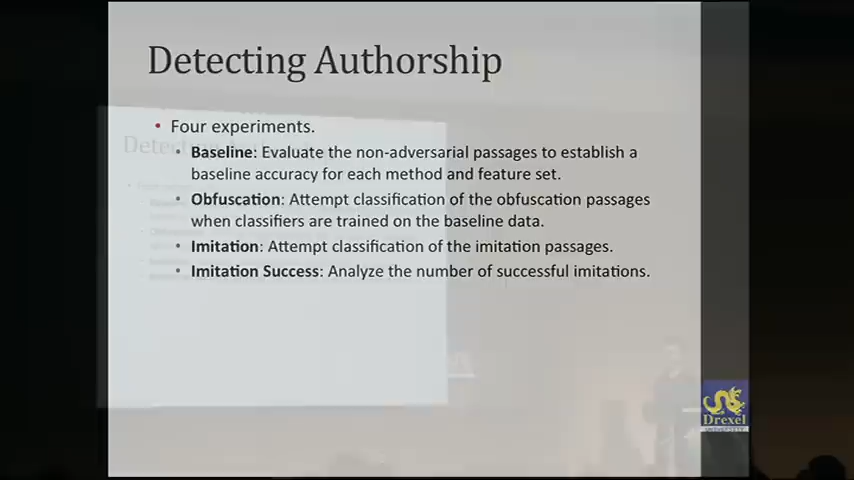 Detecting Authorship
• Four experiments.
• Baseline: Evaluate the non-adversarial passages to establish a
baseline accuracy for each method and feature set.
• Obfuscation: Attempt classification of the obfuscation passages
when classifiers are trained on the baseline data.
• Imitation: Attempt classification of the imitation passages.
• Imitation Success: Analyze the number of successful imitations.
Drexel
UNIVERSITY